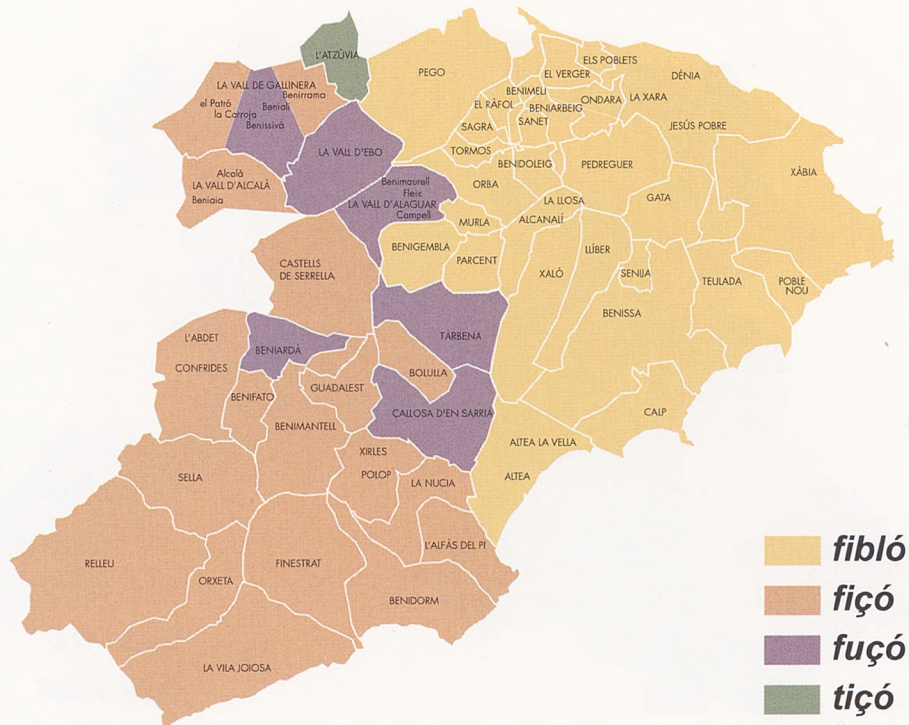 L'ATZÚVIA
PEGO
ELS POBLETS
EL VERGER
DÉNIA
LA VALL DE GALLINERA
Benirrama
BENIMELI
el Patró
Beniali
EL RÀFOL
BENIARBEIG
ONDARA
LA XARA
la Carroja
Benissivà
SAGRA
SANET
JESÚS POBRE
LA VALL D'EBO
TORMOS
BENIDOLEIG
PEDREGUER
XÀBIA
Alcalà
LA VALL D'ALCALÀ
Beniaia
Benimaurell
Fleix
LA VALL D'ALAGUAR
Campell
ORBA
LA LLOSA
GATA
MURLA
ALCANALÍ
BENIGEMBLA
PARCENT
LLÍBER
CASTELLS
DE SERRELLA
XALÓ
SENIJA
TEULADA
POBLE
NOU
BENISSA
L'ABDET
TÀRBENA
BENIARDÀ
CONFRIDES
BOLULLA
BENIFATO
GUADALEST
BENIMANTELL
CALLOSA D'EN SARRIÀ
CALP
ALTEA LA VELLA
XIRLES
SELLA
POLOP
LA NUCIA
ALTEA
L'ALFÀS DEL PI
RELLEU
FINESTRAT
ORXETA
BENIDORM
LA VILA JOIOSA
fibló
fiçó
fuçó
tiçó